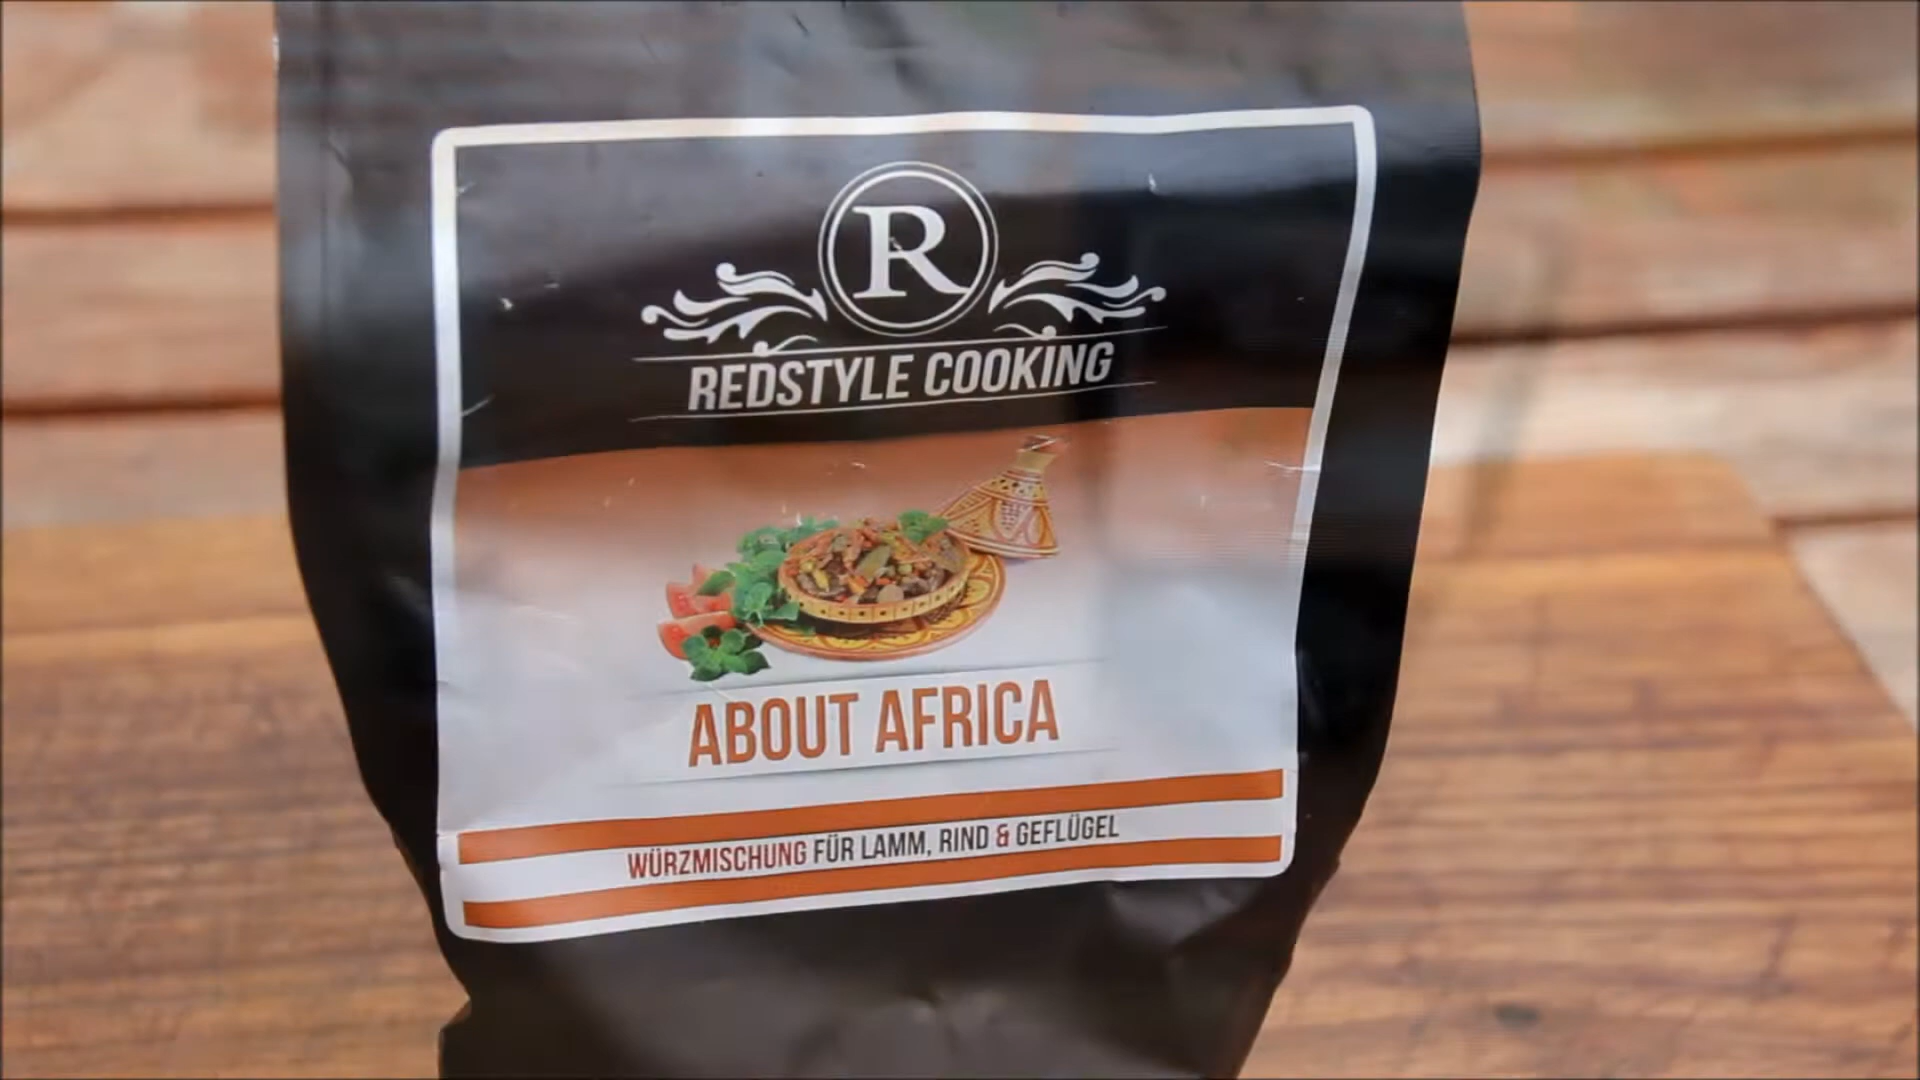 R
REDSTYLE COOKING
ABOUT AFRICA
WÜRZMISCHUNG FÜR LAMM, RIND & GEFLÜGEL